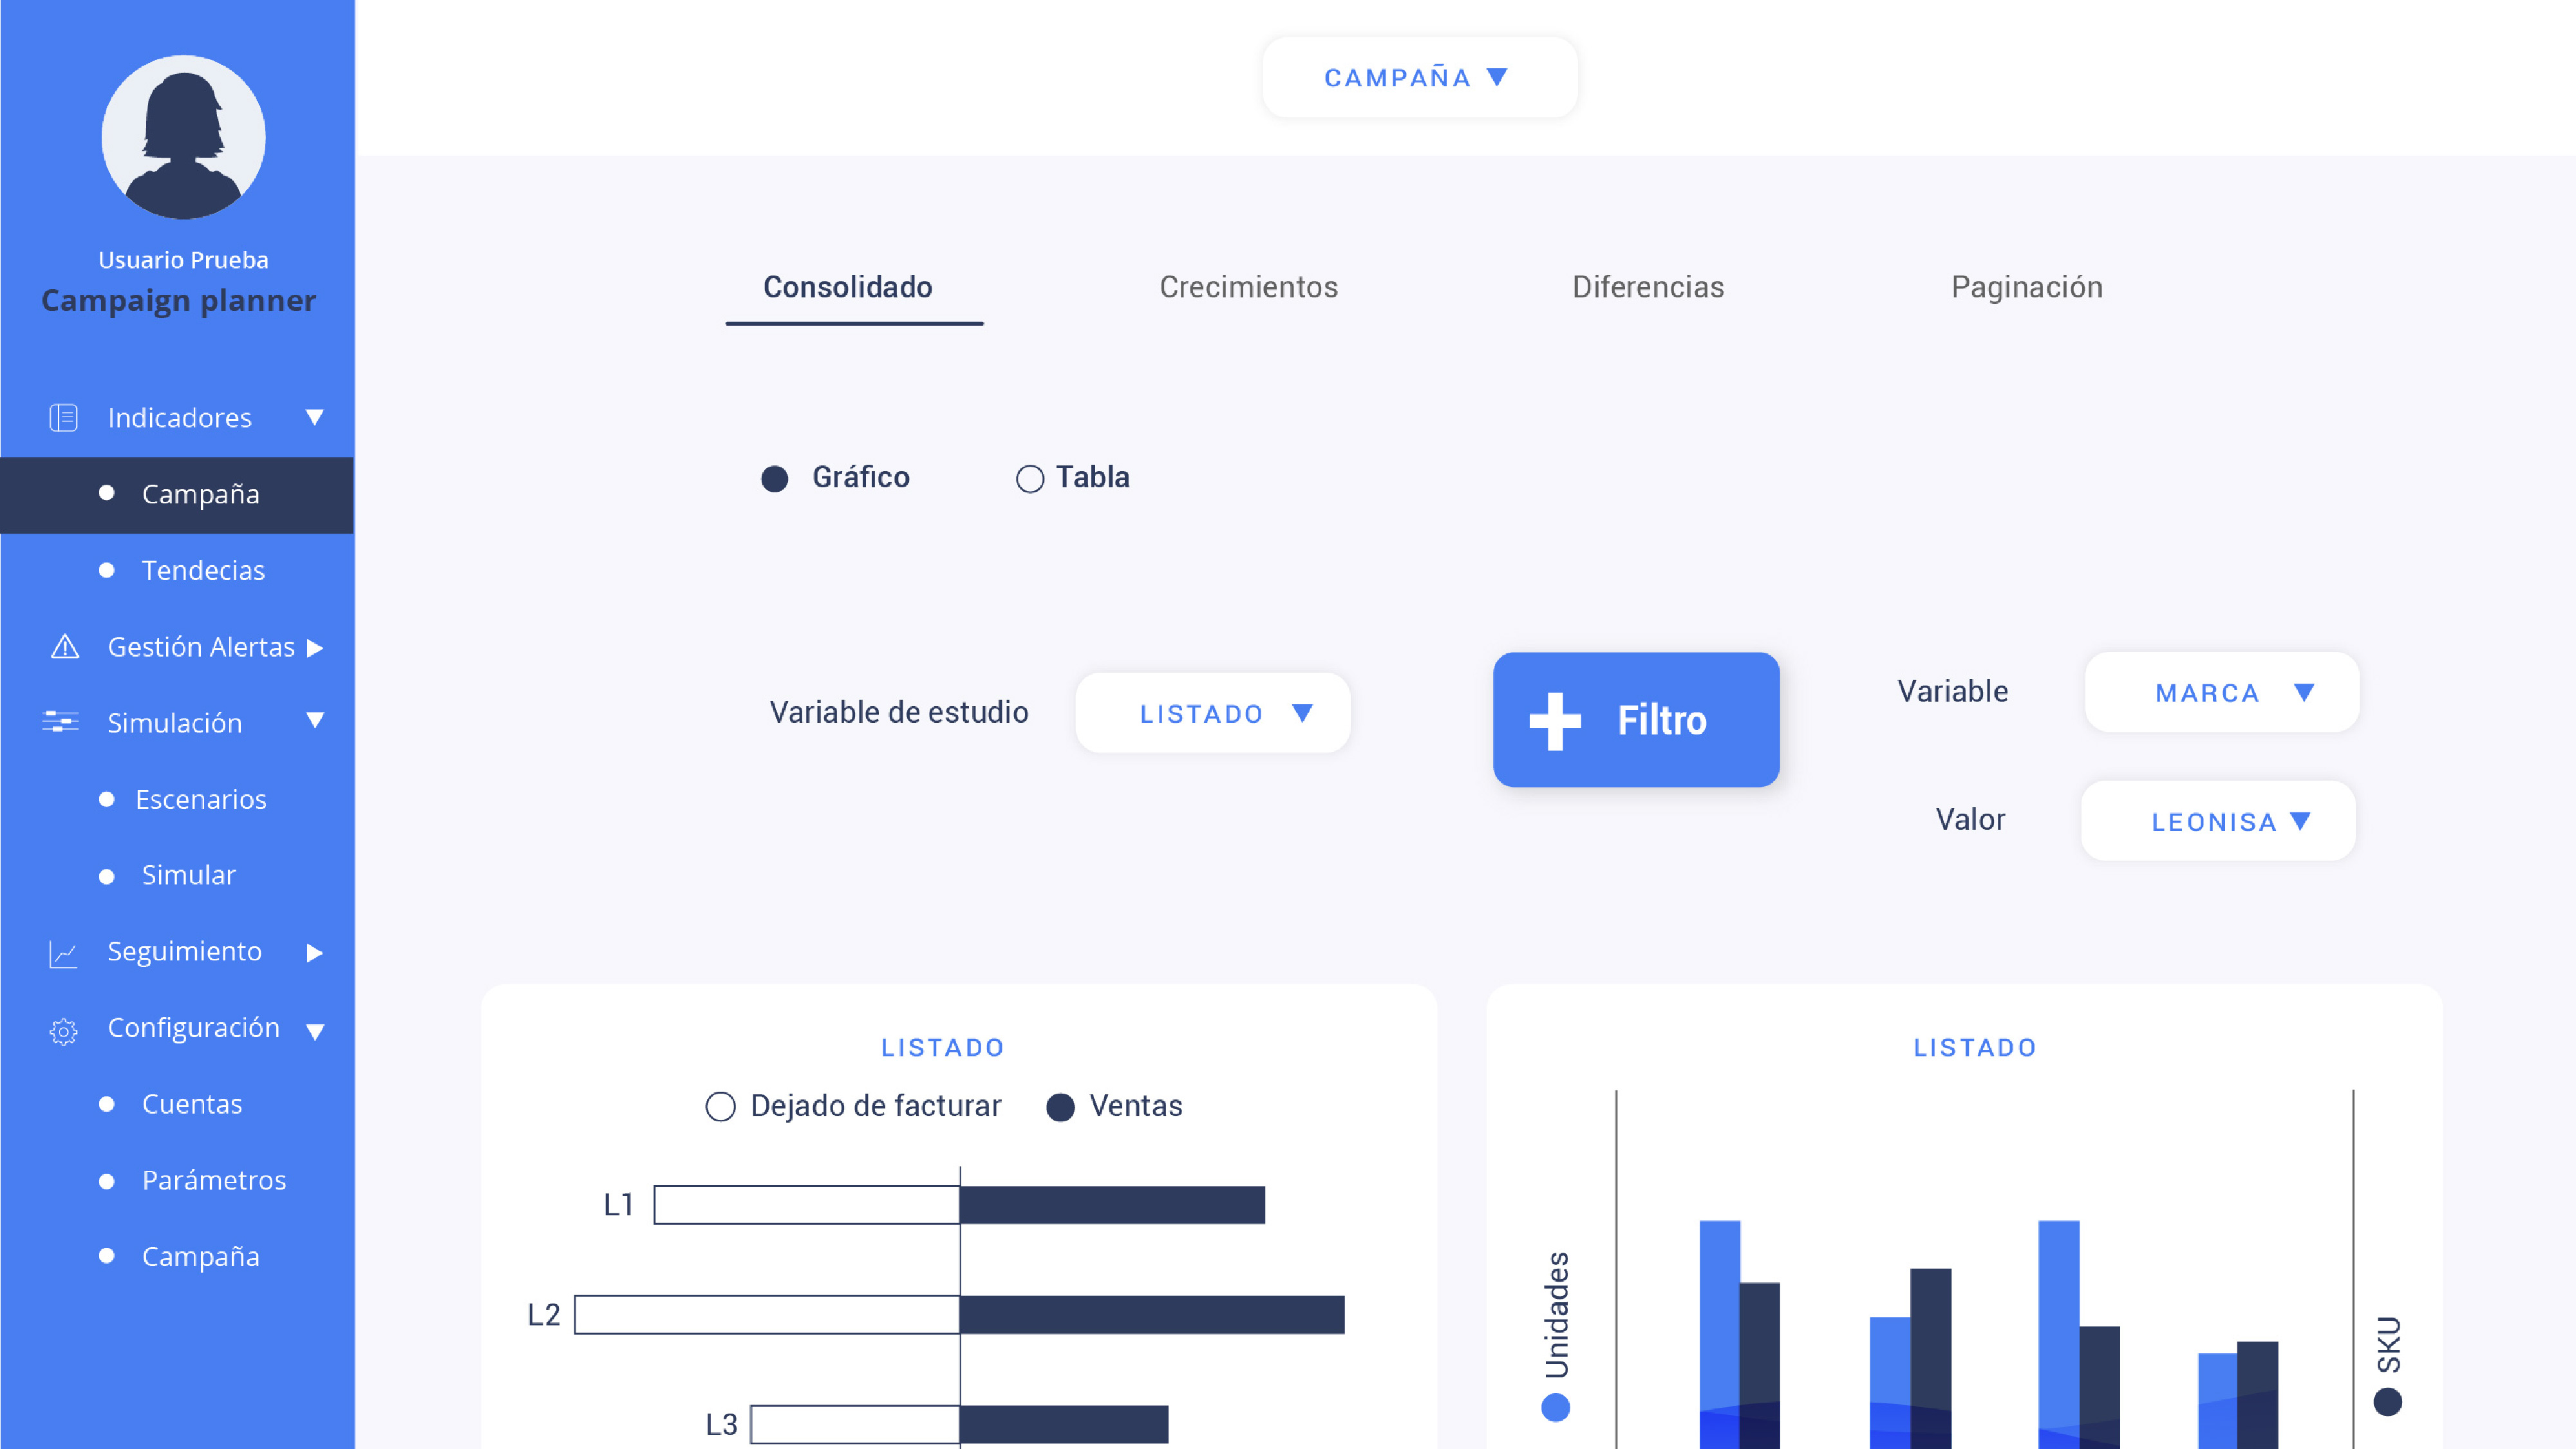 CAMPAÑA
Usuario Prueba
Campaign planner
Indicadores
Campaña
Tendecias
Gestión Alertas
Simulación
Escenarios
Simular
Seguimiento
Configuración
Cuentas
Parámetros
Campaña
Consolidado
Crecimientos
Diferencias
Paginación
Gráfico
Tabla
Variable de estudio
LISTADO
Filtro
Variable
MARCA
Valor
LEONISA
LISTADO
Dejado de facturar
Ventas
L1
L2
L3
LISTADO
Unidades
SKU